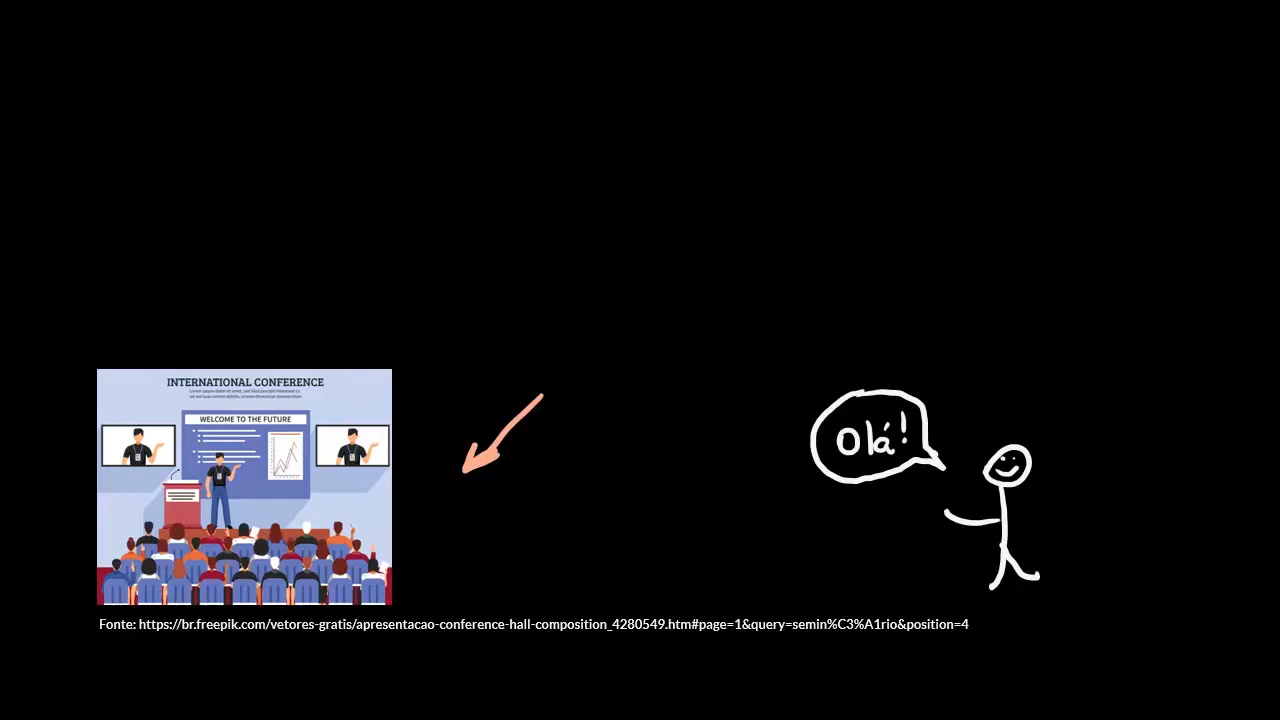 INTERNATIONAL CONFERENCE
WELCOME TO THE FUTURE
Olá!
Fonte: https://br.freepik.com/vetores-gratis/apresentacao-conference-hall-composition_4280549.htm#page=1&query=semin%C3%A1rio&position=4